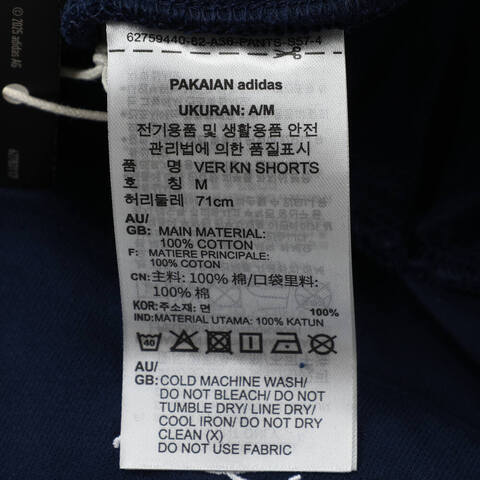 © 2025 adidas AG
62759440-82-A36-PANTS-S57-4
PAKAIAN adidas
UKURAN: A/M
전기용품 및 생활용품 안전
관리법에 의한 품질표시
품 명 VER KN SHORTS
호 칭 M
허리둘레 71cm
AU/
GB: MAIN MATERIAL:
100% COTTON
F: MATIERE PRINCIPALE:
100% COTON
CN: 主料: 100% 棉/口袋里料:
100% 棉
KOR: 주소재: 면 100%
IND: MATERIAL UTAMA: 100% KATUN
40
AU/
GB: COLD MACHINE WASH/
DO NOT BLEACH/ DO NOT
TUMBLE DRY/ LINE DRY/
COOL IRON/ DO NOT DRY
CLEAN (X)
DO NOT USE FABRIC